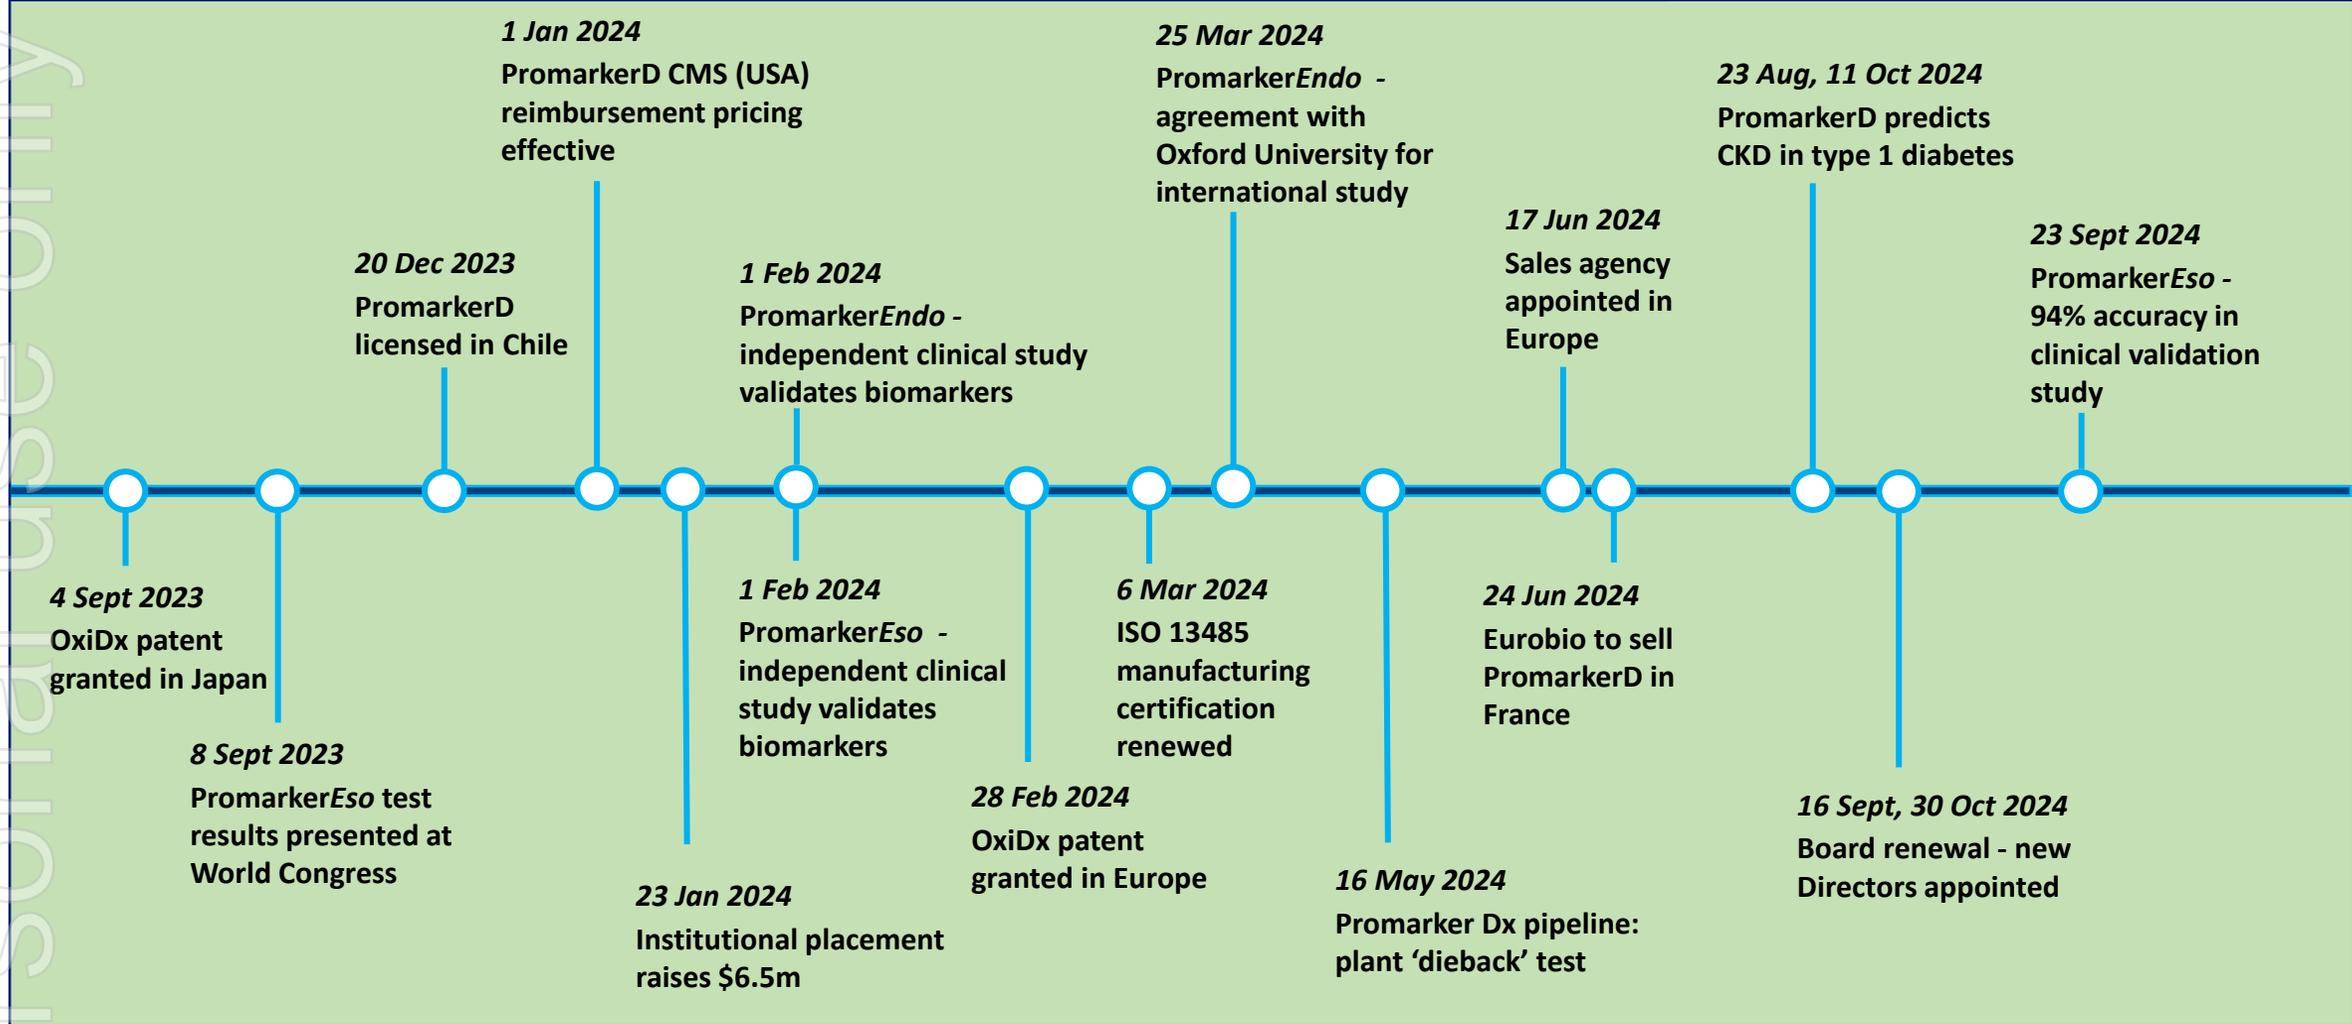 1 Jan 2024
PromarkerD CMS (USA)
reimbursement pricing
effective
25 Mar 2024
PromarkerEndo -
agreement with
Oxford University for
international study
23 Aug, 11 Oct 2024
PromarkerD predicts
CKD in type 1 diabetes
20 Dec 2023
PromarkerD
licensed in Chile
1 Feb 2024
PromarkerEndo -
independent clinical study
validates biomarkers
17 Jun 2024
Sales agency
appointed in
Europe
23 Sept 2024
PromarkerEso -
94% accuracy in
clinical validation
study
4 Sept 2023
OxiDx patent
granted in Japan
8 Sept 2023
PromarkerEso test
results presented at
World Congress
23 Jan 2024
Institutional placement
raises $6.5m
1 Feb 2024
PromarkerEso -
independent clinical
study validates
biomarkers
28 Feb 2024
OxiDx patent
granted in Europe
6 Mar 2024
ISO 13485
manufacturing
certification
renewed
16 May 2024
Promarker Dx pipeline:
plant ‘dieback’ test
24 Jun 2024
Eurobio to sell
PromarkerD in
France
16 Sept, 30 Oct 2024
Board renewal - new
Directors appointed
sonal use only